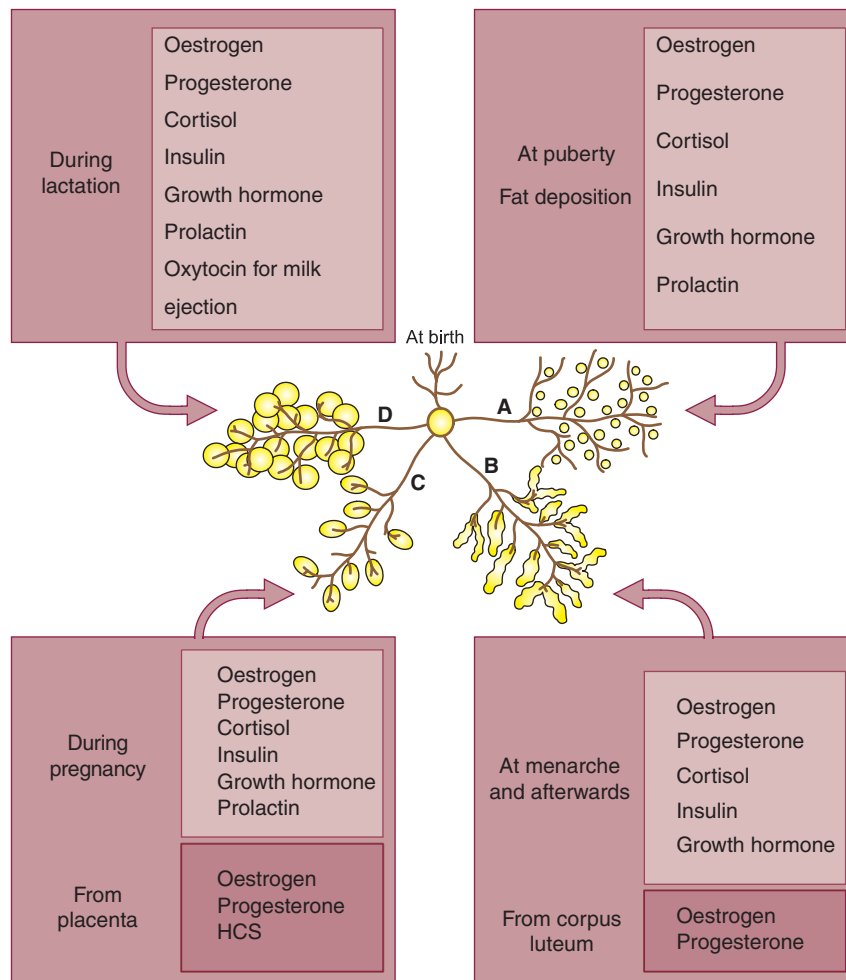 During
lactation
Oestrogen
Progesterone
Cortisol
Insulin
Growth hormone
Prolactin
Oxytocin for milk
ejection
At puberty
Fat deposition
Oestrogen
Progesterone
Cortisol
Insulin
Growth hormone
Prolactin
At birth
D
A
C
B
During
pregnancy
Oestrogen
Progesterone
Cortisol
Insulin
Growth hormone
Prolactin
From
placenta
Oestrogen
Progesterone
HCS
At menarche
and afterwards
Oestrogen
Progesterone
Cortisol
Insulin
Growth hormone
From corpus
luteum
Oestrogen
Progesterone